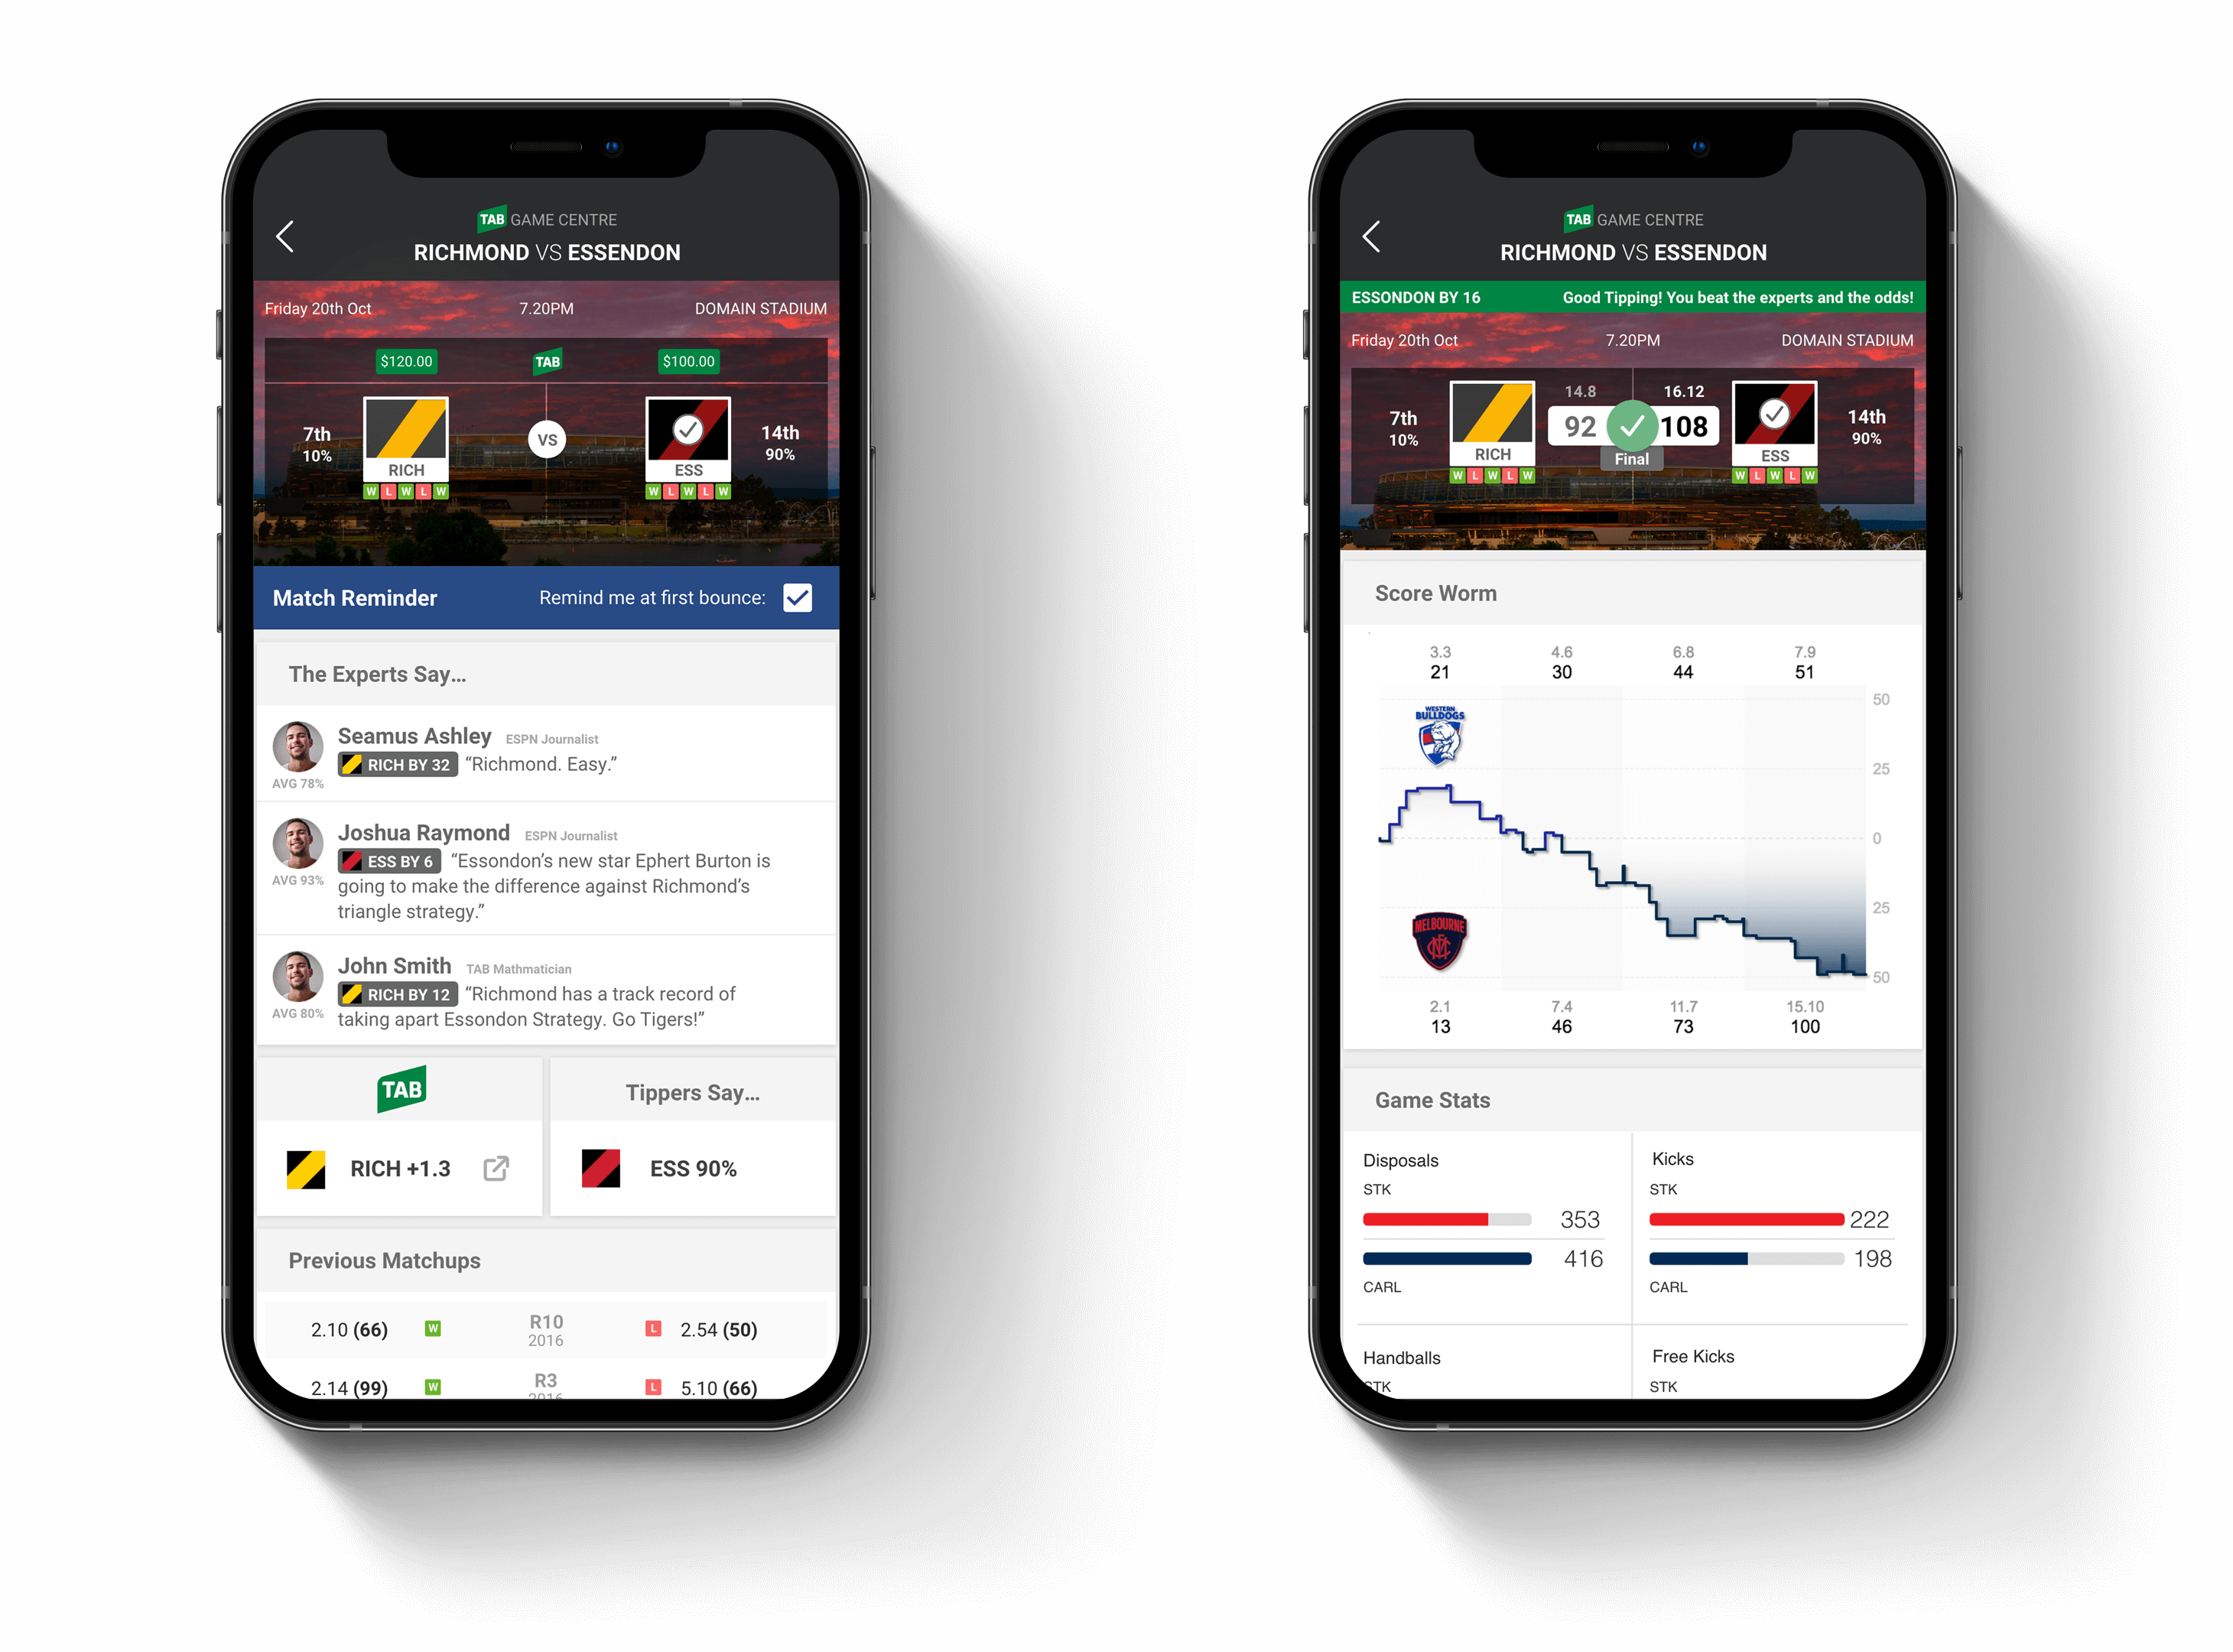 TAB GAME CENTRE
RICHMOND VS ESSENDON
Friday 20th Oct 7.20PM DOMAIN STADIUM
$120.00 TAB $100.00
7th
10%
RICH
W L W L W
VS
ESS
W L W L W
14th
90%
Match Reminder Remind me at first bounce:
The Experts Say...
Seamus Ashley ESPN Journalist
AVG 78%
RICH BY 32 “Richmond. Easy.”
Joshua Raymond ESPN Journalist
AVG 93%
ESS BY 6 “Essondon’s new star Ephert Burton is
going to make the difference against Richmond’s
triangle strategy.”
John Smith TAB Mathmatician
AVG 80%
RICH BY 12 “Richmond has a track record of
taking apart Essondon Strategy. Go Tigers!”
TAB
RICH +1.3
Tippers Say...
ESS 90%
Previous Matchups
2.10 (66) W R10 L 2.54 (50)
2016
2.14 (99) W R3 L 5.10 (66)
2016
TAB GAME CENTRE
RICHMOND VS ESSENDON
ESSONDON BY 16 Good Tipping! You beat the experts and the odds!
Friday 20th Oct 7.20PM DOMAIN STADIUM
7th
10%
RICH
W L W L W
14.8 16.12
92 108
Final
ESS
W L W L W
14th
90%
Score Worm
3.3 4.6 6.8 7.9
21 30 44 51
WESTERN
BULLDOGS
50
25
0
25
50
MELBOURNE
2.1 7.4 11.7 15.10
13 46 73 100
Game Stats
Disposals
STK
353
416
CARL
Kicks
STK
222
198
CARL
Handballs
STK
Free Kicks
STK